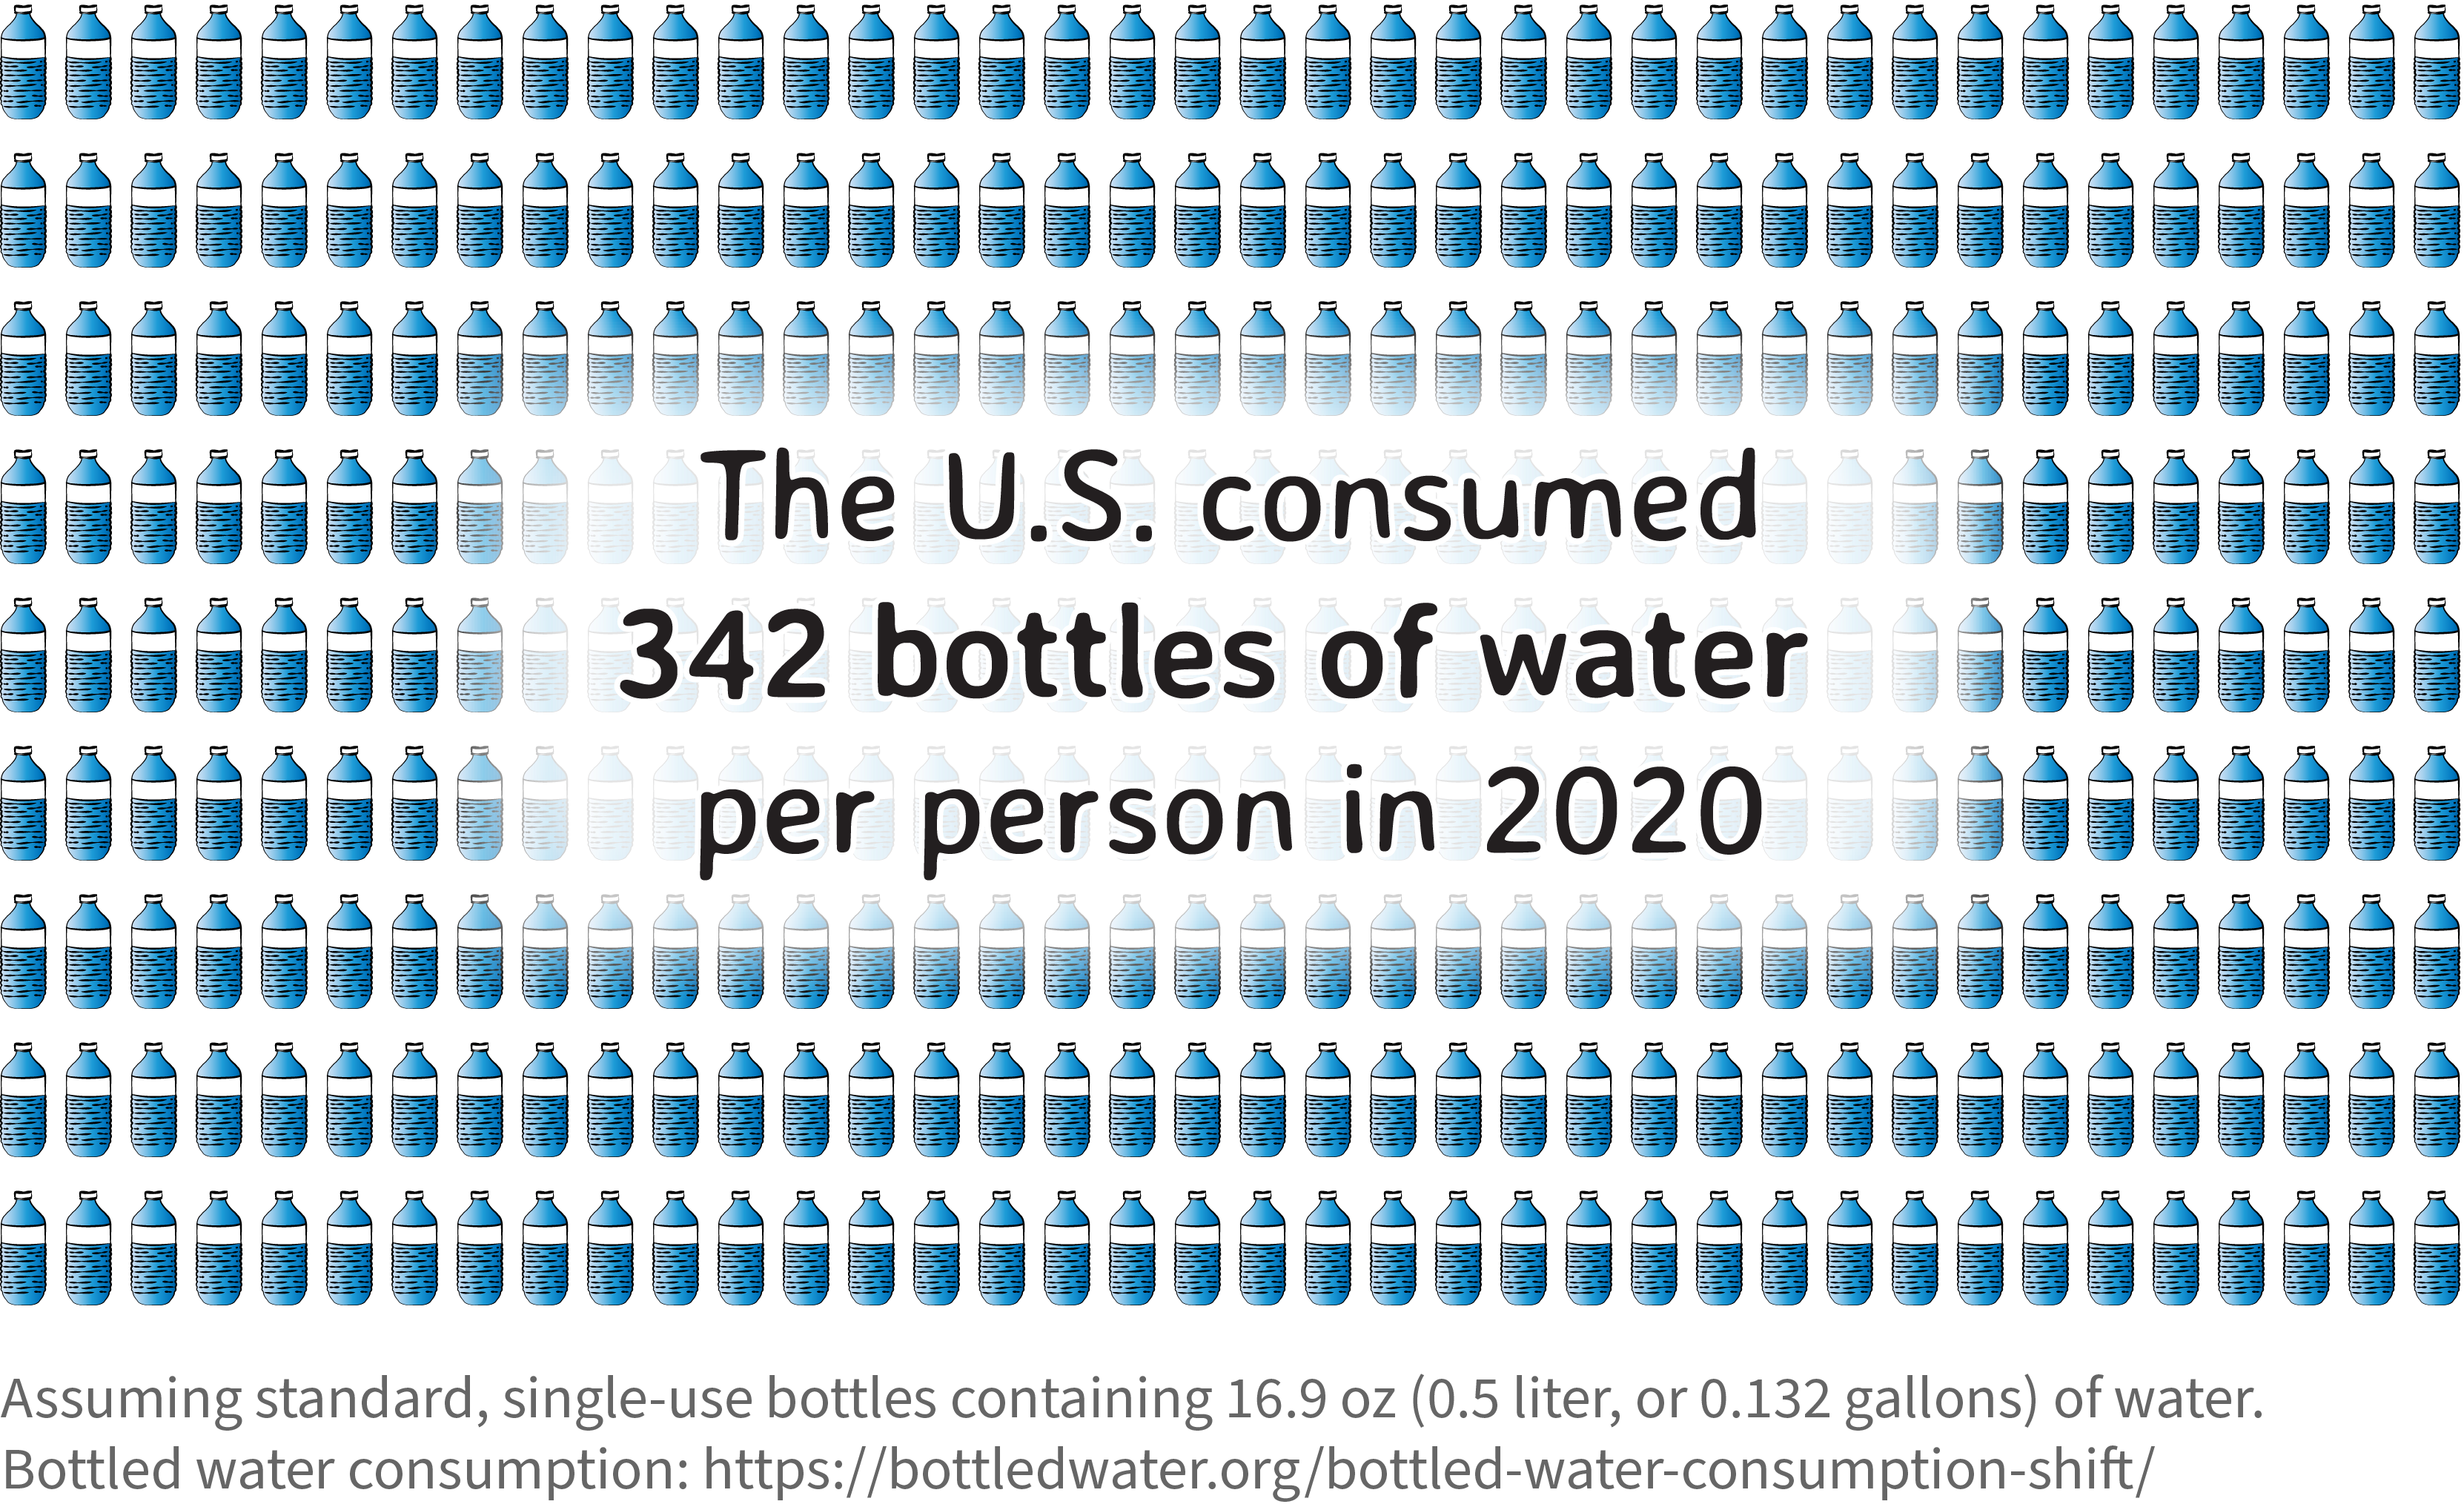 The U.S. consumed
342 bottles of water
per person in 2020
Assuming standard, single-use bottles containing 16.9 oz (0.5 liter, or 0.132 gallons) of water.
Bottled water consumption: https://bottledwater.org/bottled-water-consumption-shift/